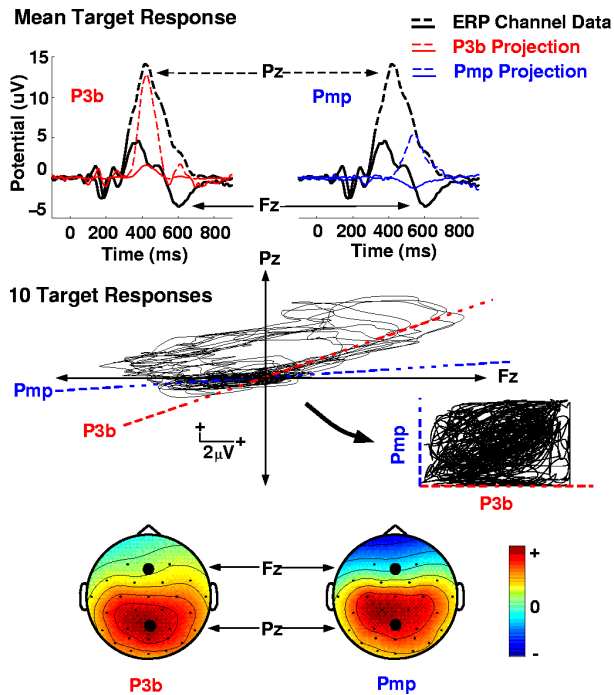 Mean Target Response
ERP Channel Data
P3b Projection
Pmp Projection
Potential (uV)
15
10
5
0
-5
P3b
Pz
Pmp
Fz
0 200 400 600 800
Time (ms)
0 200 400 600 800
Time (ms)
Pz
10 Target Responses
Fz
Pmp
P3b
+
+
2µV
Pmp
P3b
Fz
Pz
+
0
-
P3b
Pmp